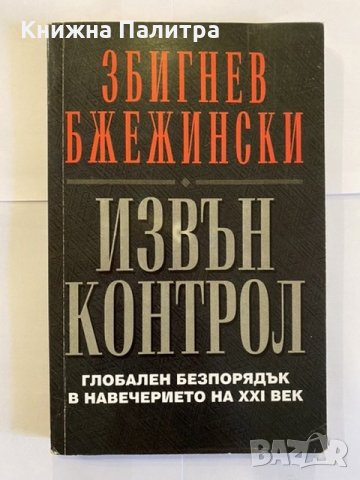 Книжна Палитра
ЗБИГНЕВ
БЖЕЖИНСКИ
ИЗВЪН
КОНТРОЛ
ГЛОБАЛЕН БЕЗПОРЯДЪК
В НАВЕЧЕРИЕТО НА XXI ВЕК
BAZAR